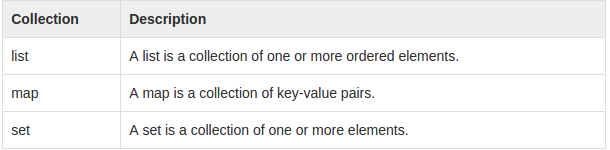 Collection Description
list A list is a collection of one or more ordered elements.
map A map is a collection of key-value pairs.
set A set is a collection of one or more elements.